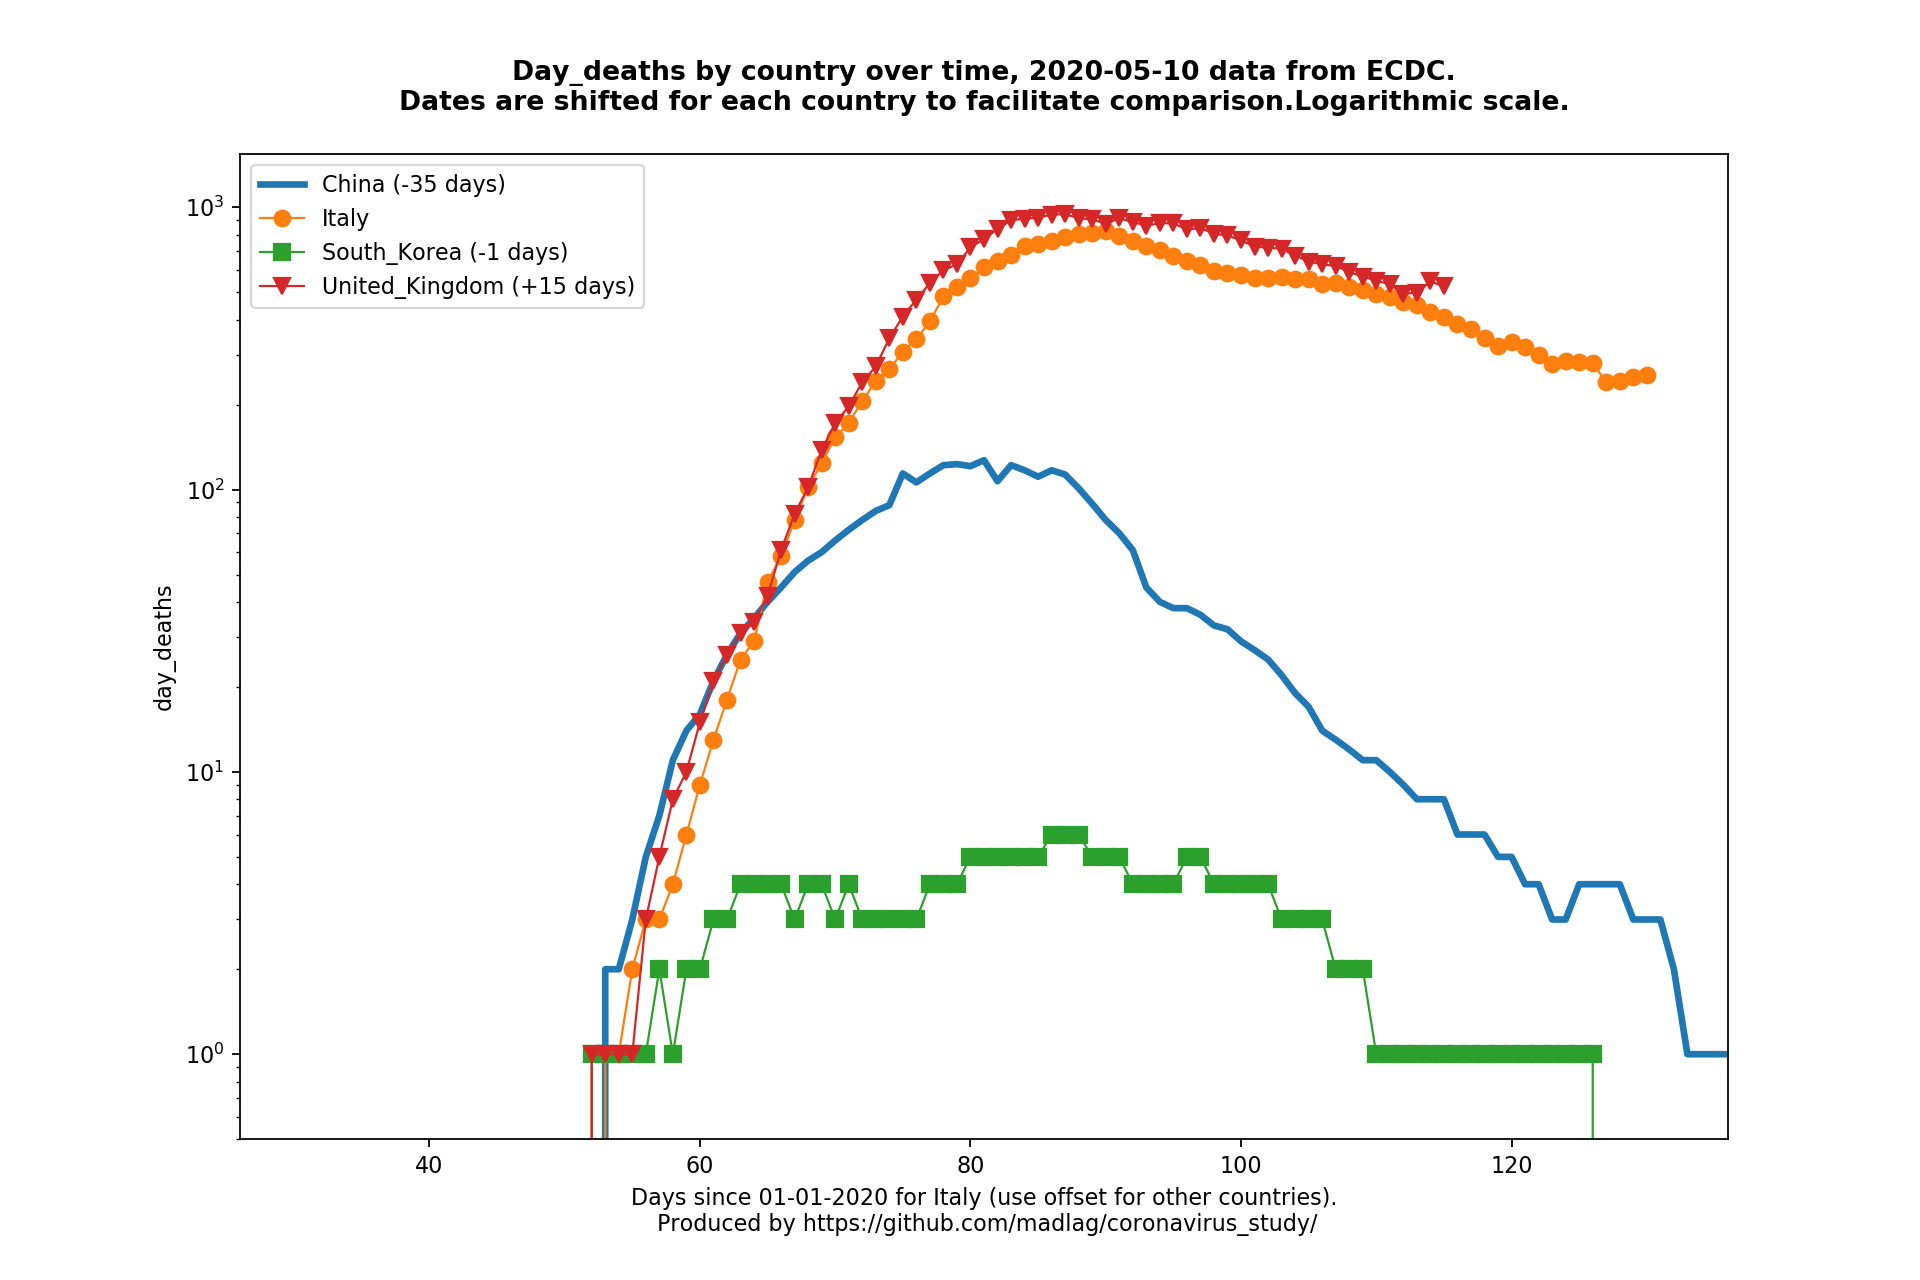 Day_deaths by country over time, 2020-05-10 data from ECDC.
Dates are shifted for each country to facilitate comparison.Logarithmic scale.
China (-35 days)
Italy
South_Korea (-1 days)
United_Kingdom (+15 days)
day_deaths
10³
10²
10¹
10⁰
40 60 80 100 120
Days since 01-01-2020 for Italy (use offset for other countries).
Produced by https://github.com/madlag/coronavirus_study/